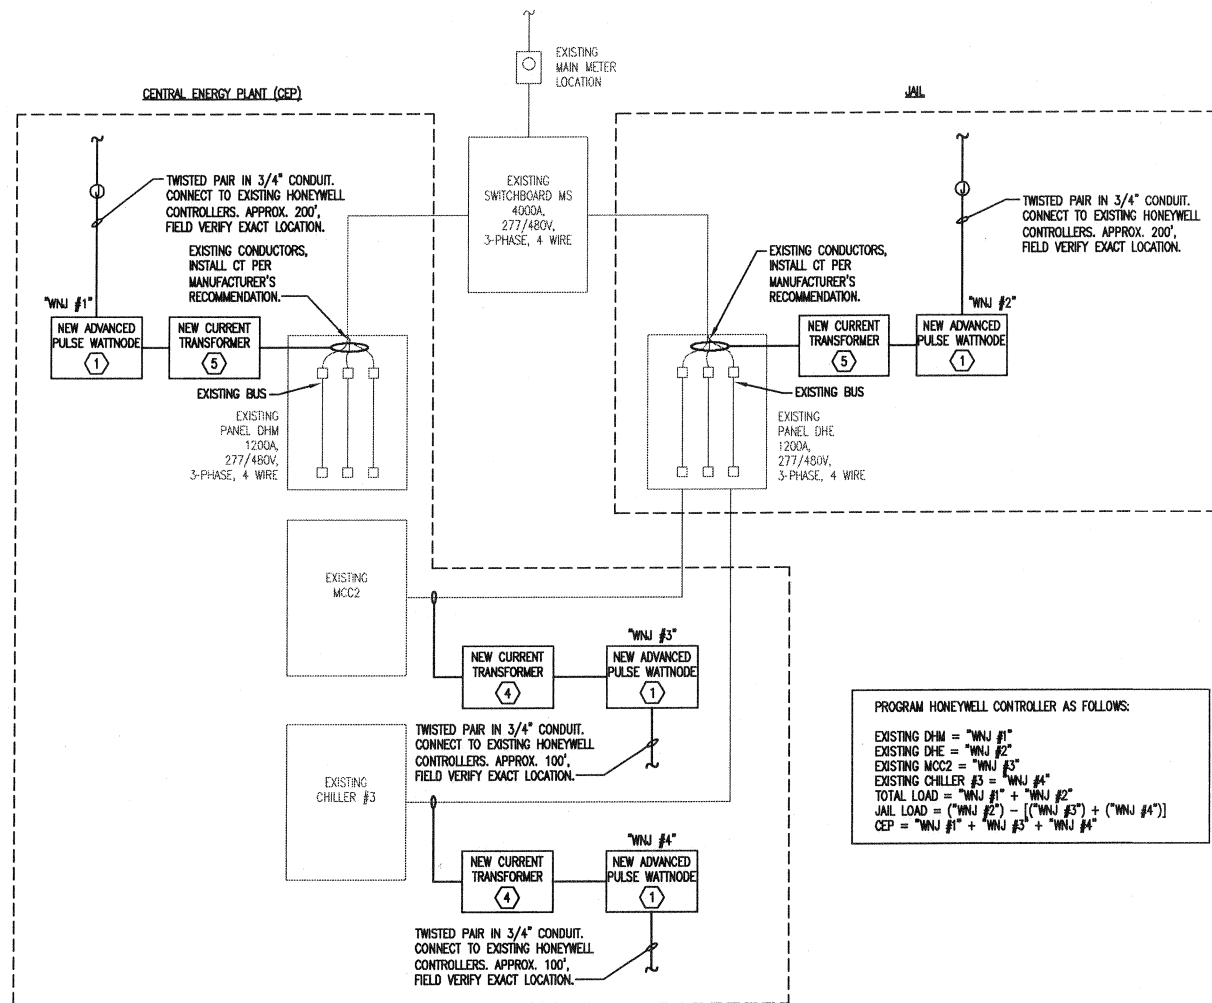 EXISTING
MAIN METER
LOCATION
CENTRAL ENERGY PLANT (CEP)
JAIL
EXISTING
SWITCHBOARD MS
4000A,
277/480V,
3-PHASE, 4 WIRE
J
TWISTED PAIR IN 3/4" CONDUIT.
CONNECT TO EXISTING HONEYWELL
CONTROLLERS. APPROX. 200',
FIELD VERIFY EXACT LOCATION.
EXISTING CONDUCTORS,
INSTALL CT PER
MANUFACTURER'S
RECOMMENDATION.
"WNJ #1"
NEW ADVANCED
PULSE WATTNODE
1
NEW CURRENT
TRANSFORMER
5
EXISTING BUS
EXISTING
PANEL DHM
1200A,
277/480V,
3-PHASE, 4 WIRE
J
TWISTED PAIR IN 3/4" CONDUIT.
CONNECT TO EXISTING HONEYWELL
CONTROLLERS. APPROX. 200',
FIELD VERIFY EXACT LOCATION.
EXISTING CONDUCTORS,
INSTALL CT PER
MANUFACTURER'S
RECOMMENDATION.
"WNJ #2"
NEW CURRENT
TRANSFORMER
5
NEW ADVANCED
PULSE WATTNODE
1
EXISTING BUS
EXISTING
PANEL DHE
1200A,
277/480V,
3-PHASE, 4 WIRE
EXISTING
MCC2
"WNJ #3"
NEW CURRENT
TRANSFORMER
4
NEW ADVANCED
PULSE WATTNODE
1
TWISTED PAIR IN 3/4" CONDUIT.
CONNECT TO EXISTING HONEYWELL
CONTROLLERS. APPROX. 100',
FIELD VERIFY EXACT LOCATION.
EXISTING
CHILLER #3
"WNJ #4"
NEW CURRENT
TRANSFORMER
4
NEW ADVANCED
PULSE WATTNODE
1
TWISTED PAIR IN 3/4" CONDUIT.
CONNECT TO EXISTING HONEYWELL
CONTROLLERS. APPROX. 100',
FIELD VERIFY EXACT LOCATION.
PROGRAM HONEYWELL CONTROLLER AS FOLLOWS:
EXISTING DHM = "WNJ #1"
EXISTING DHE = "WNJ #2"
EXISTING MCC2 = "WNJ #3"
EXISTING CHILLER #3 = "WNJ #4"
TOTAL LOAD = "WNJ #1" + "WNJ #2"
JAIL LOAD = ("WNJ #2") - [("WNJ #3") + ("WNJ #4")]
CEP = "WNJ #1" + "WNJ #3" + "WNJ #4"